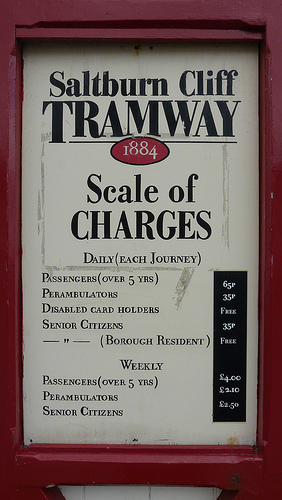 Saltburn Cliff
TRAMWAY
1884
Scale of
CHARGES
DAILY (EACH JOURNEY)
PASSENGERS (OVER 5 YRS) 65P
PERAMBULATORS 35P
DISABLED CARD HOLDERS FREE
SENIOR CITIZENS 35P
— " — (BOROUGH RESIDENT) FREE
WEEKLY
PASSENGERS (OVER 5 YRS) £4.00
PERAMBULATORS £2.10
SENIOR CITIZENS £2.50